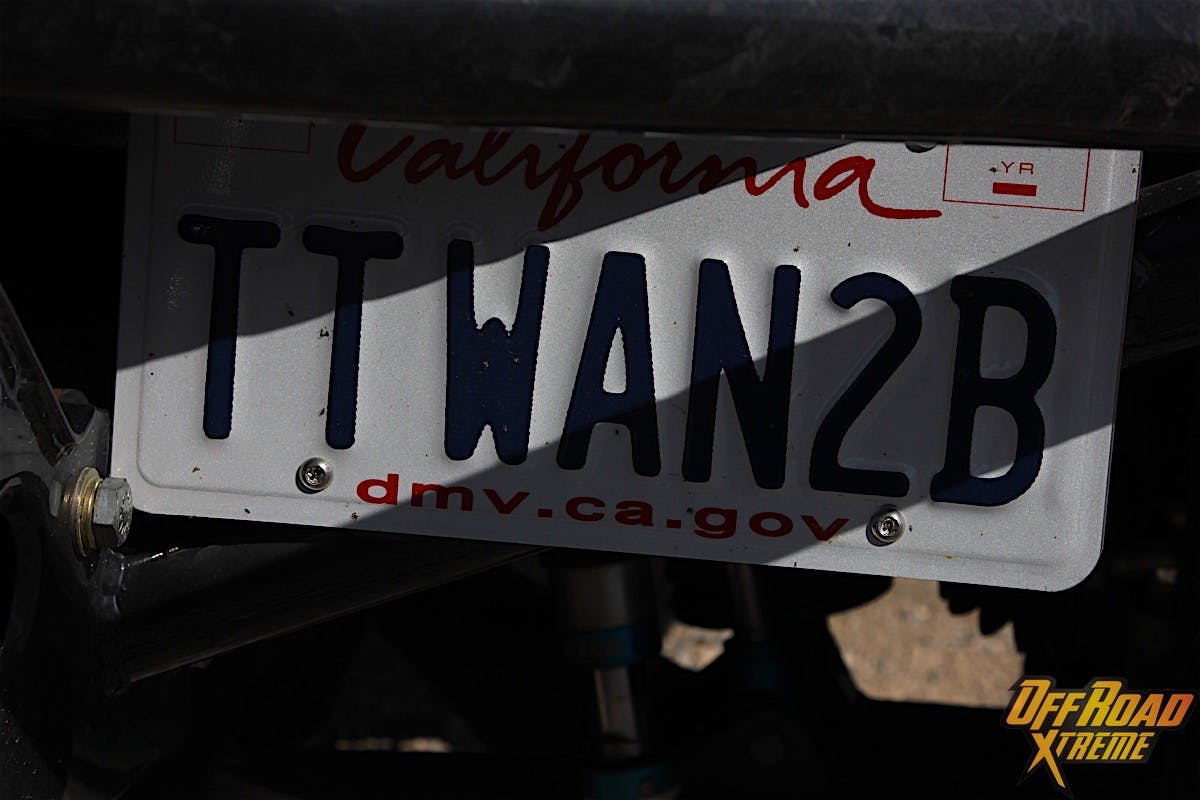 California
YR
TTWAN2B
dmv.ca.gov
OFFROAD
XTREME